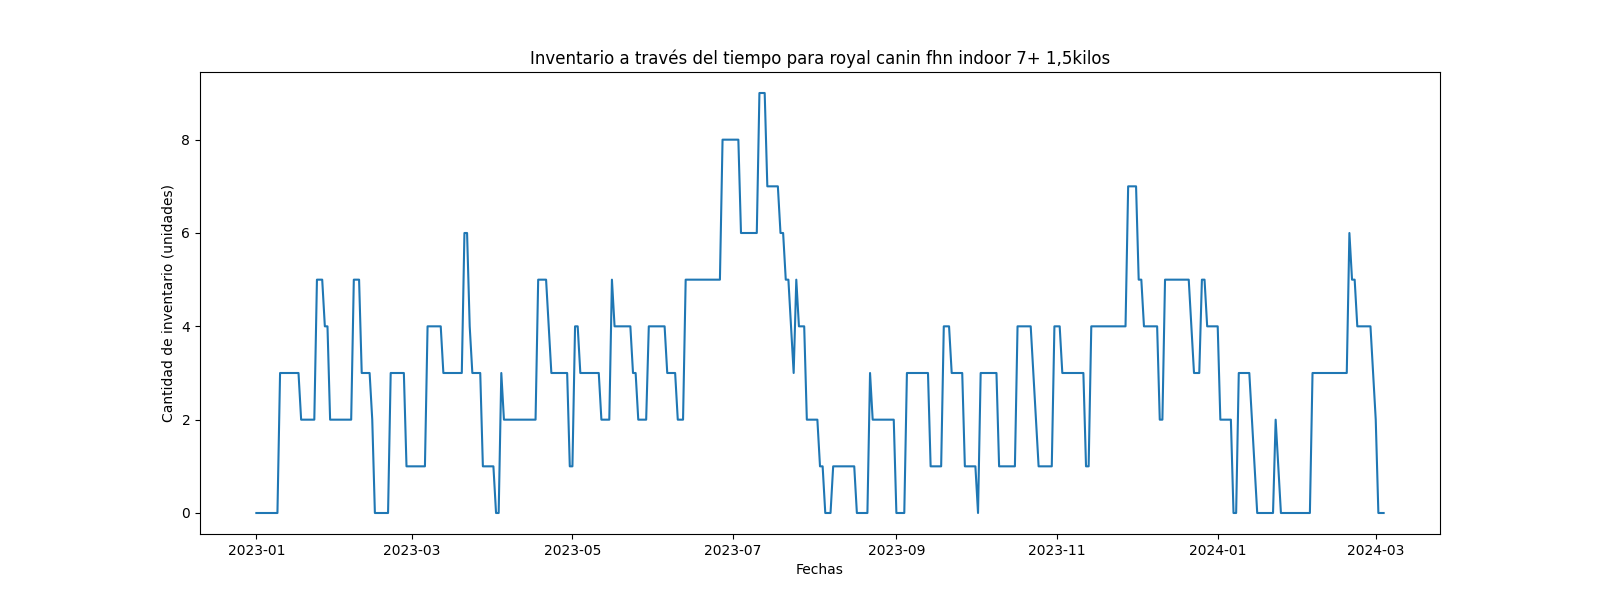 Inventario a través del tiempo para royal canin fhn indoor 7+ 1,5kilos
Cantidad de inventario (unidades)
8
6
4
2
0
2023-01 2023-03 2023-05 2023-07 2023-09 2023-11 2024-01 2024-03
Fechas